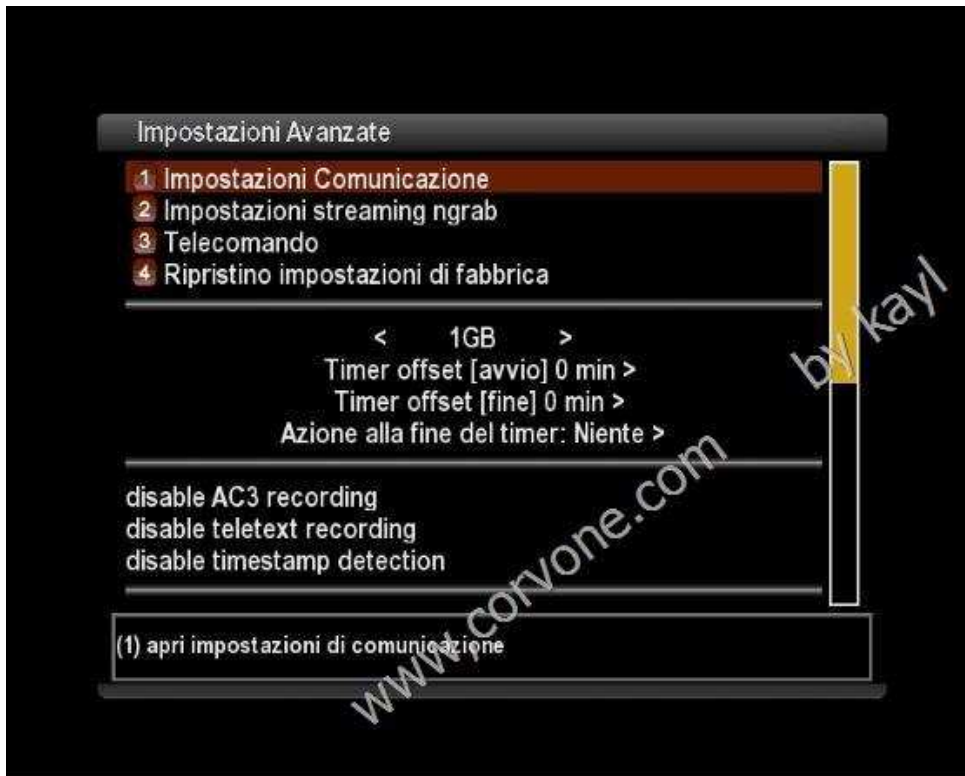 Impostazioni Avanzate
1 Impostazioni Comunicazione
2 Impostazioni streaming ngrab
3 Telecomando
4 Ripristino impostazioni di fabbrica
< 1GB >
Timer offset [avvio] 0 min >
Timer offset [fine] 0 min >
Azione alla fine del timer: Niente >
disable AC3 recording
disable teletext recording
disable timestamp detection
(1) apri impostazioni di comunicazione
www.corvone.com
by kayl